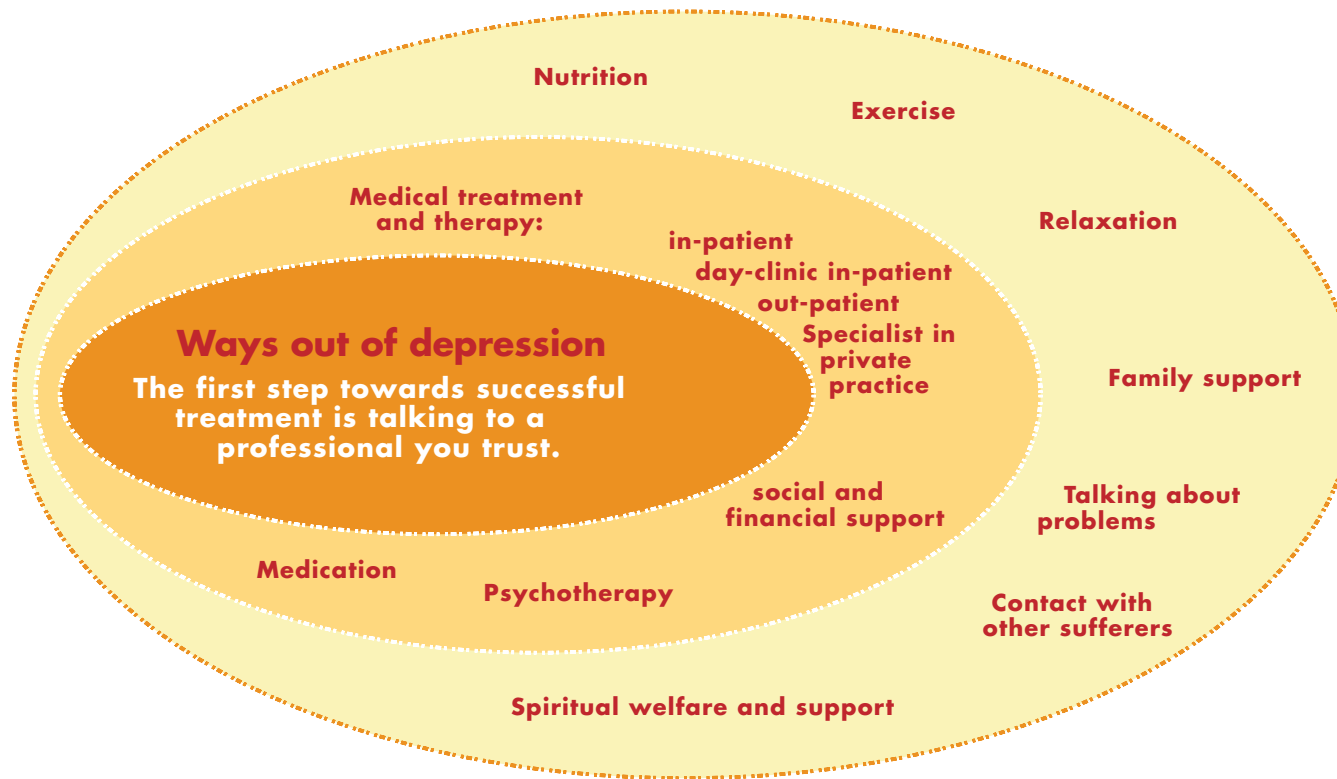 Nutrition
Exercise
Medical treatment
and therapy:
in-patient
day-clinic in-patient
out-patient
Specialist in
private
practice
Relaxation
Ways out of depression
The first step towards successful
treatment is talking to a
professional you trust.
Family support
social and
financial support
Talking about
problems
Medication
Psychotherapy
Contact with
other sufferers
Spiritual welfare and support